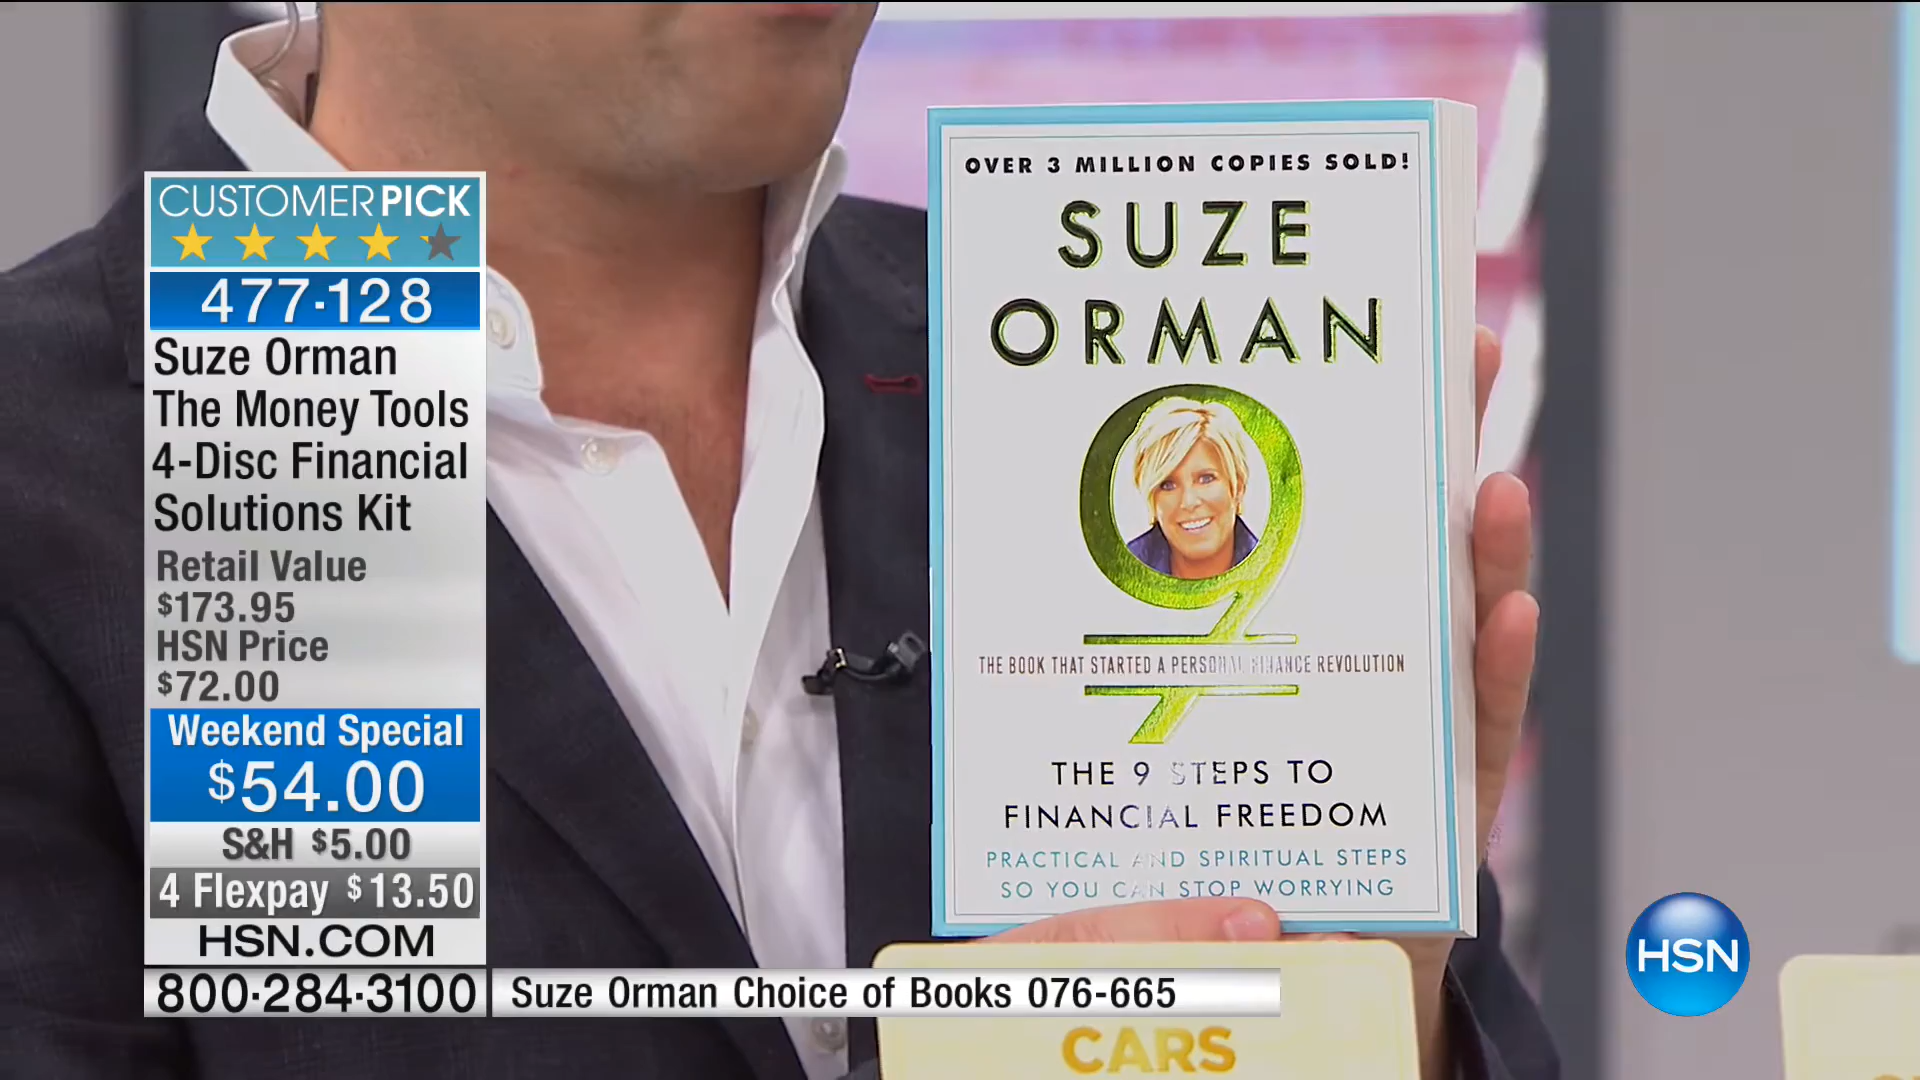 CUSTOMER PICK
477-128
Suze Orman
The Money Tools
4-Disc Financial
Solutions Kit
Retail Value
$173.95
HSN Price
$72.00
Weekend Special
$54.00
S&H $5.00
4 Flexpay $13.50
HSN.COM
800·284·3100
Suze Orman Choice of Books 076-665
OVER 3 MILLION COPIES SOLD!
SUZE
ORMAN
9
THE BOOK THAT STARTED A PERSONAL FINANCE REVOLUTION
THE 9 STEPS TO
FINANCIAL FREEDOM
PRACTICAL AND SPIRITUAL STEPS
SO YOU CAN STOP WORRYING
CARS
HSN